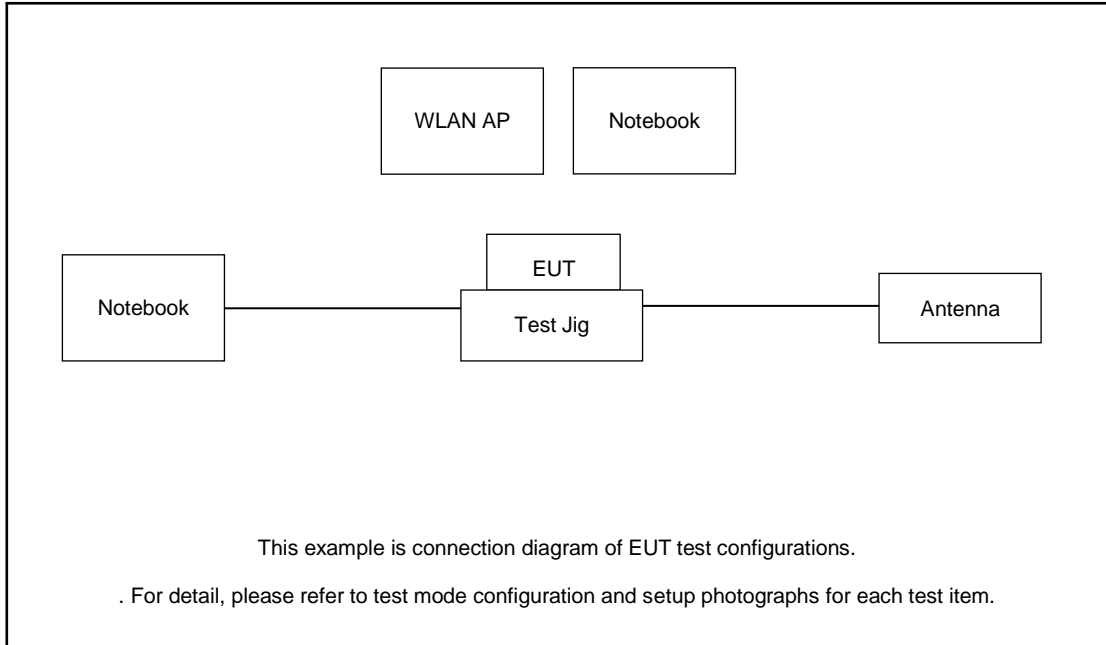 WLAN AP
Notebook
EUT
Notebook
Test Jig
Antenna
This example is connection diagram of EUT test configurations.
. For detail, please refer to test mode configuration and setup photographs for each test item.